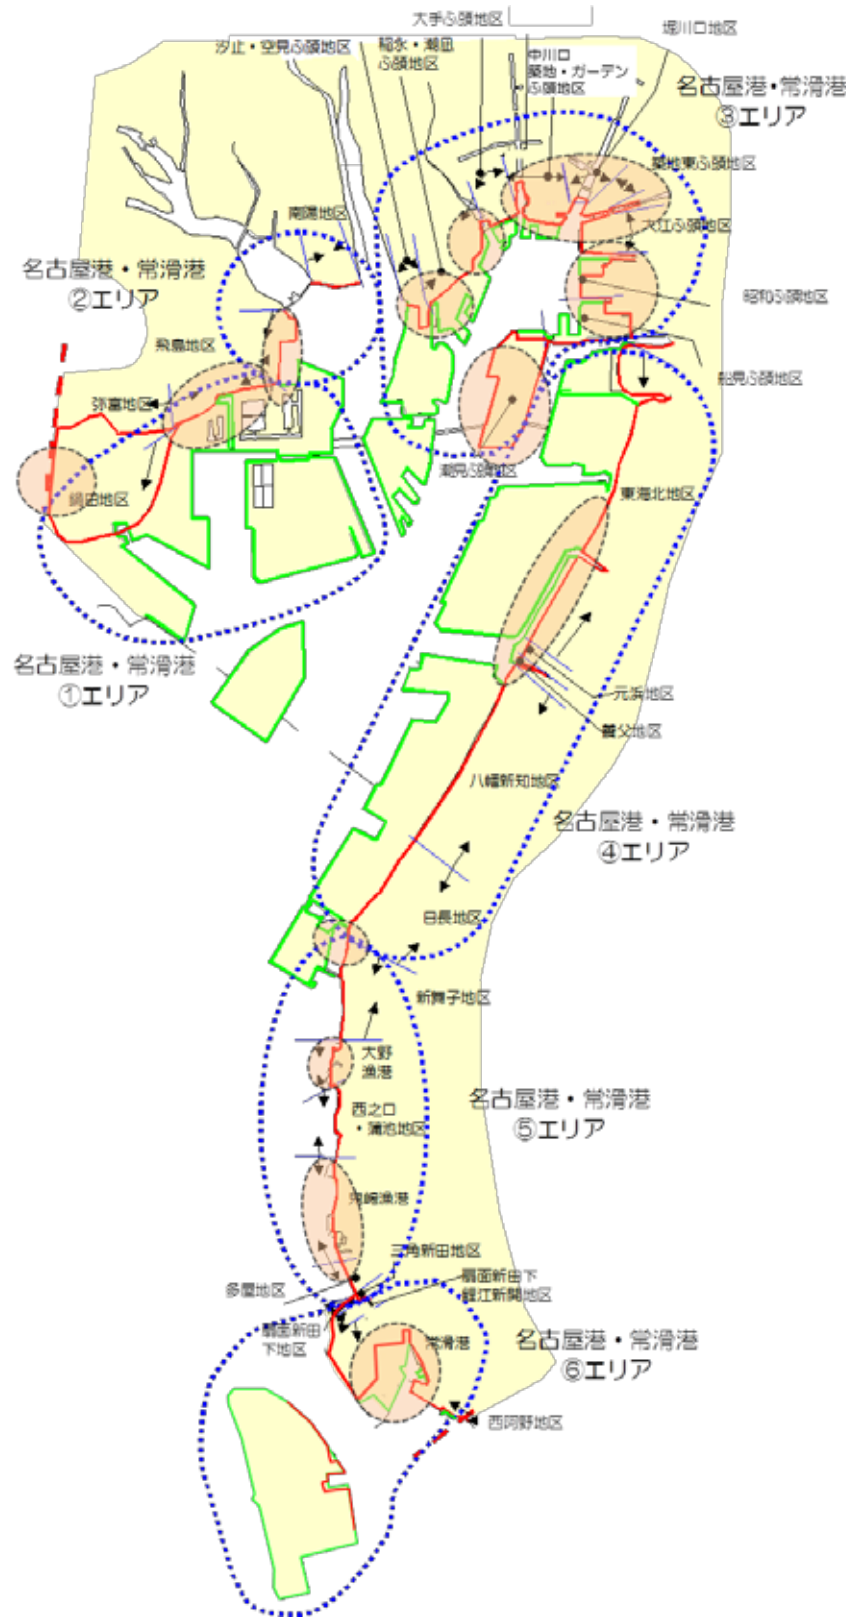 大手ふ頭地区
堀川口地区
汐止・空見ふ頭地区
稲永・潮凪
ふ頭地区
中川口
築地・ガーデン
ふ頭地区
名古屋港・常滑港
③エリア
築地東ふ頭地区
南陽地区
入江ふ頭地区
名古屋港・常滑港
②エリア
昭和ふ頭地区
飛島地区
船見ふ頭地区
弥富地区
潮見ふ頭地区
鍋田地区
東海北地区
名古屋港・常滑港
①エリア
元浜地区
養父地区
八幡新知地区
名古屋港・常滑港
④エリア
日長地区
新舞子地区
大野
漁港
西之口
・蒲池地区
名古屋港・常滑港
⑤エリア
鬼崎漁港
三角新田地区
多屋地区
扇面新田下
鯉江新開地区
扇面新田
下地区
常滑港
名古屋港・常滑港
⑥エリア
西阿野地区